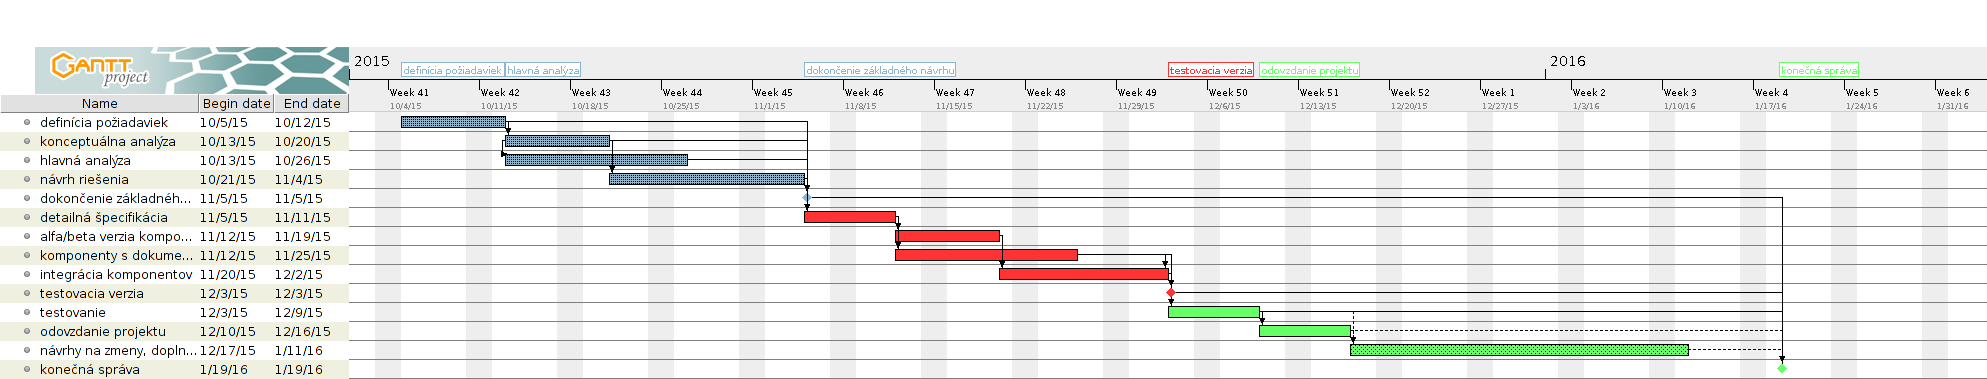 2015
2016
GANTT
project
definícia požiadaviek
hlavná analýza
dokončenie základného návrhu
testovacia verzia
odovzdanie projektu
konečná správa
Week 41 Week 42 Week 43 Week 44 Week 45 Week 46 Week 47 Week 48 Week 49 Week 50 Week 51 Week 52 Week 1 Week 2 Week 3 Week 4 Week 5 Week 6
10/4/15 10/11/15 10/18/15 10/25/15 11/1/15 11/8/15 11/15/15 11/22/15 11/29/15 12/6/15 12/13/15 12/20/15 12/27/15 1/3/16 1/10/16 1/17/16 1/24/16 1/31/16
Name Begin date End date
definícia požiadaviek 10/5/15 10/12/15
konceptuálna analýza 10/13/15 10/20/15
hlavná analýza 10/13/15 10/26/15
návrh riešenia 10/21/15 11/4/15
dokončenie základnéh... 11/5/15 11/5/15
detailná špecifikácia 11/5/15 11/11/15
alfa/beta verzia kompo... 11/12/15 11/19/15
komponenty s dokume... 11/12/15 11/25/15
integrácia komponentov 11/20/15 12/2/15
testovacia verzia 12/3/15 12/3/15
testovanie 12/3/15 12/9/15
odovzdanie projektu 12/10/15 12/16/15
návrhy na zmeny, dopln... 12/17/15 1/11/16
konečná správa 1/19/16 1/19/16